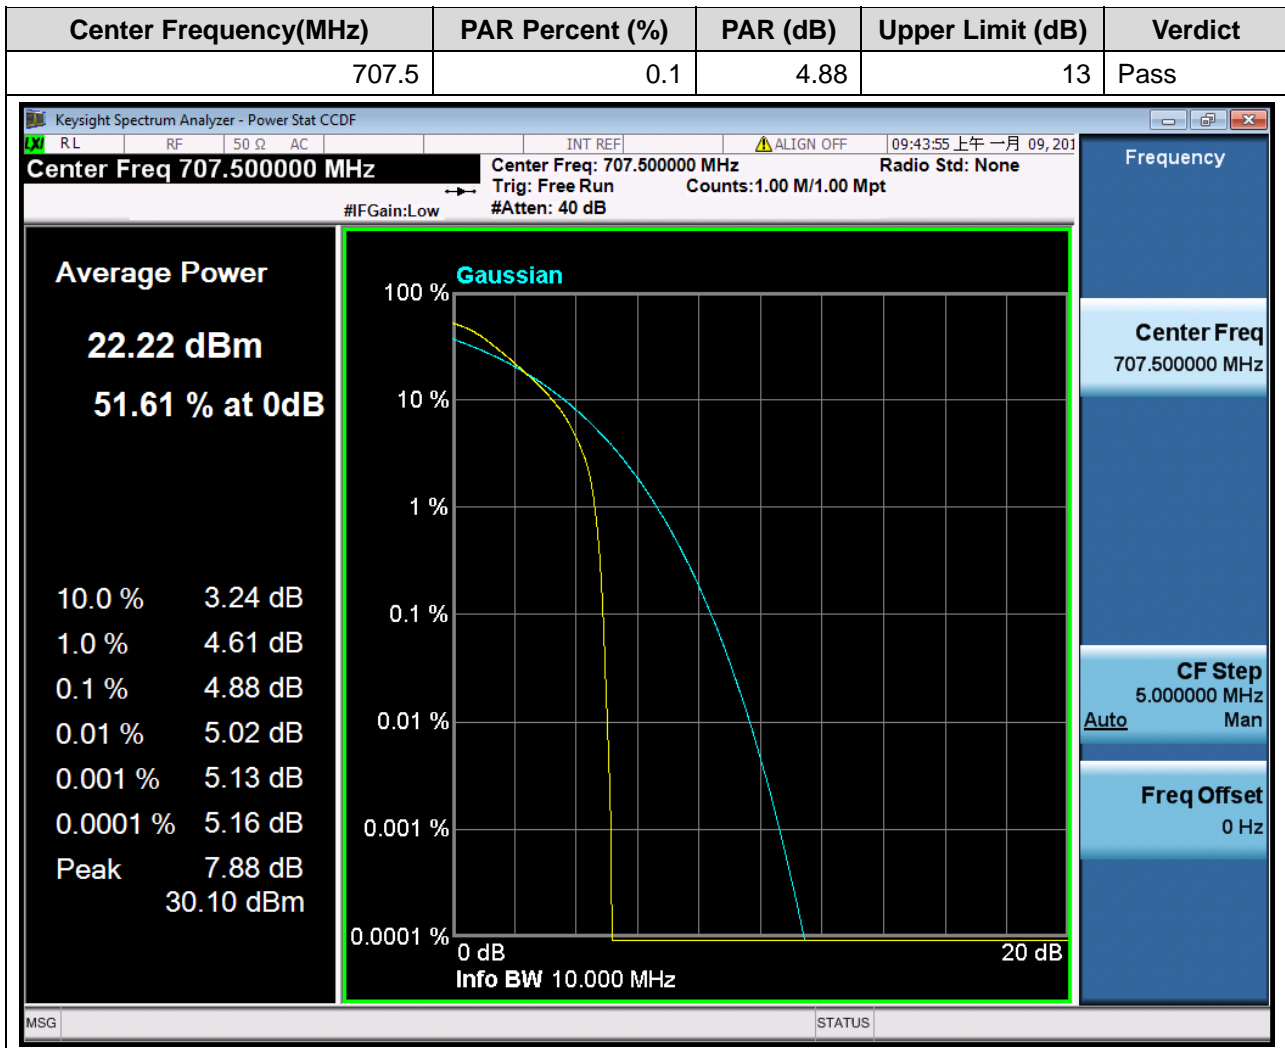 Center Frequency(MHz) PAR Percent (%) PAR (dB) Upper Limit (dB) Verdict
707.5 0.1 4.88 13 Pass
Keysight Spectrum Analyzer - Power Stat CCDF
LXI RL RF 50 Ω AC INT REF ALIGN OFF 09:43:55 上午 一月 09, 201
Center Freq 707.500000 MHz
Center Freq: 707.500000 MHz Radio Std: None
Trig: Free Run Counts:1.00 M/1.00 Mpt
#IFGain:Low #Atten: 40 dB
Average Power
22.22 dBm
51.61 % at 0dB
10.0 % 3.24 dB
1.0 % 4.61 dB
0.1 % 4.88 dB
0.01 % 5.02 dB
0.001 % 5.13 dB
0.0001 % 5.16 dB
Peak 7.88 dB
30.10 dBm
Gaussian
100 %
10 %
1 %
0.1 %
0.01 %
0.001 %
0.0001 %
0 dB 20 dB
Info BW 10.000 MHz
Frequency
Center Freq
707.500000 MHz
CF Step
5.000000 MHz
Auto Man
Freq Offset
0 Hz
MSG STATUS